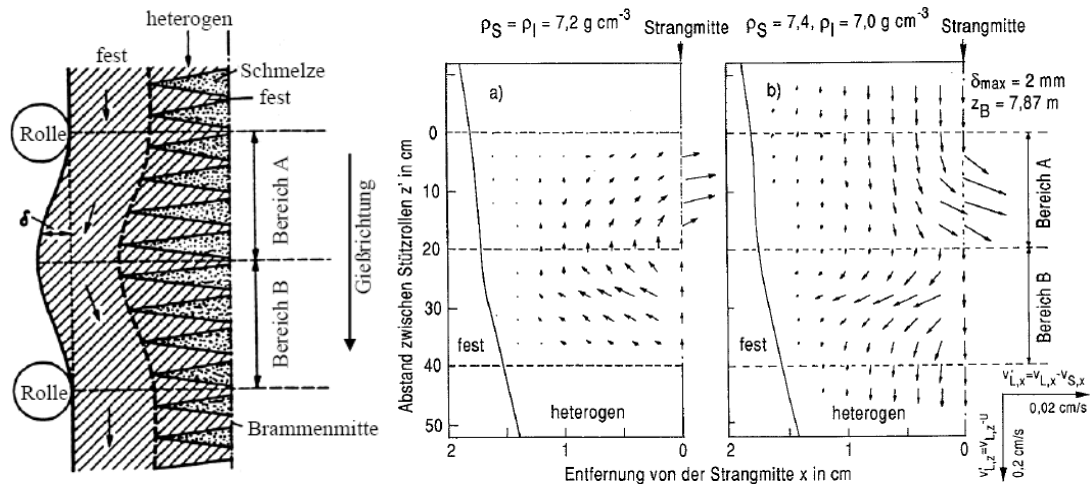 heterogen
fest
Schmelze
fest
Rolle
δ
Bereich A
Gießrichtung
Bereich B
Rolle
Brammenmitte
ρS = ρl = 7,2 g cm-3
Strangmitte
a)
Abstand zwischen Stützrollen z' in cm
0
10
20
30
40
50
fest
heterogen
2
1
0
ρS = 7,4, ρl = 7,0 g cm-3
Strangmitte
b)
δmax = 2 mm
zB = 7,87 m
Bereich A
Bereich B
fest
heterogen
2
1
0
v'L,x=vL,x-vS,x
0,02 cm/s
v'L,z=vL,z-u
0.2 cm/s
Entfernung von der Strangmitte x in cm